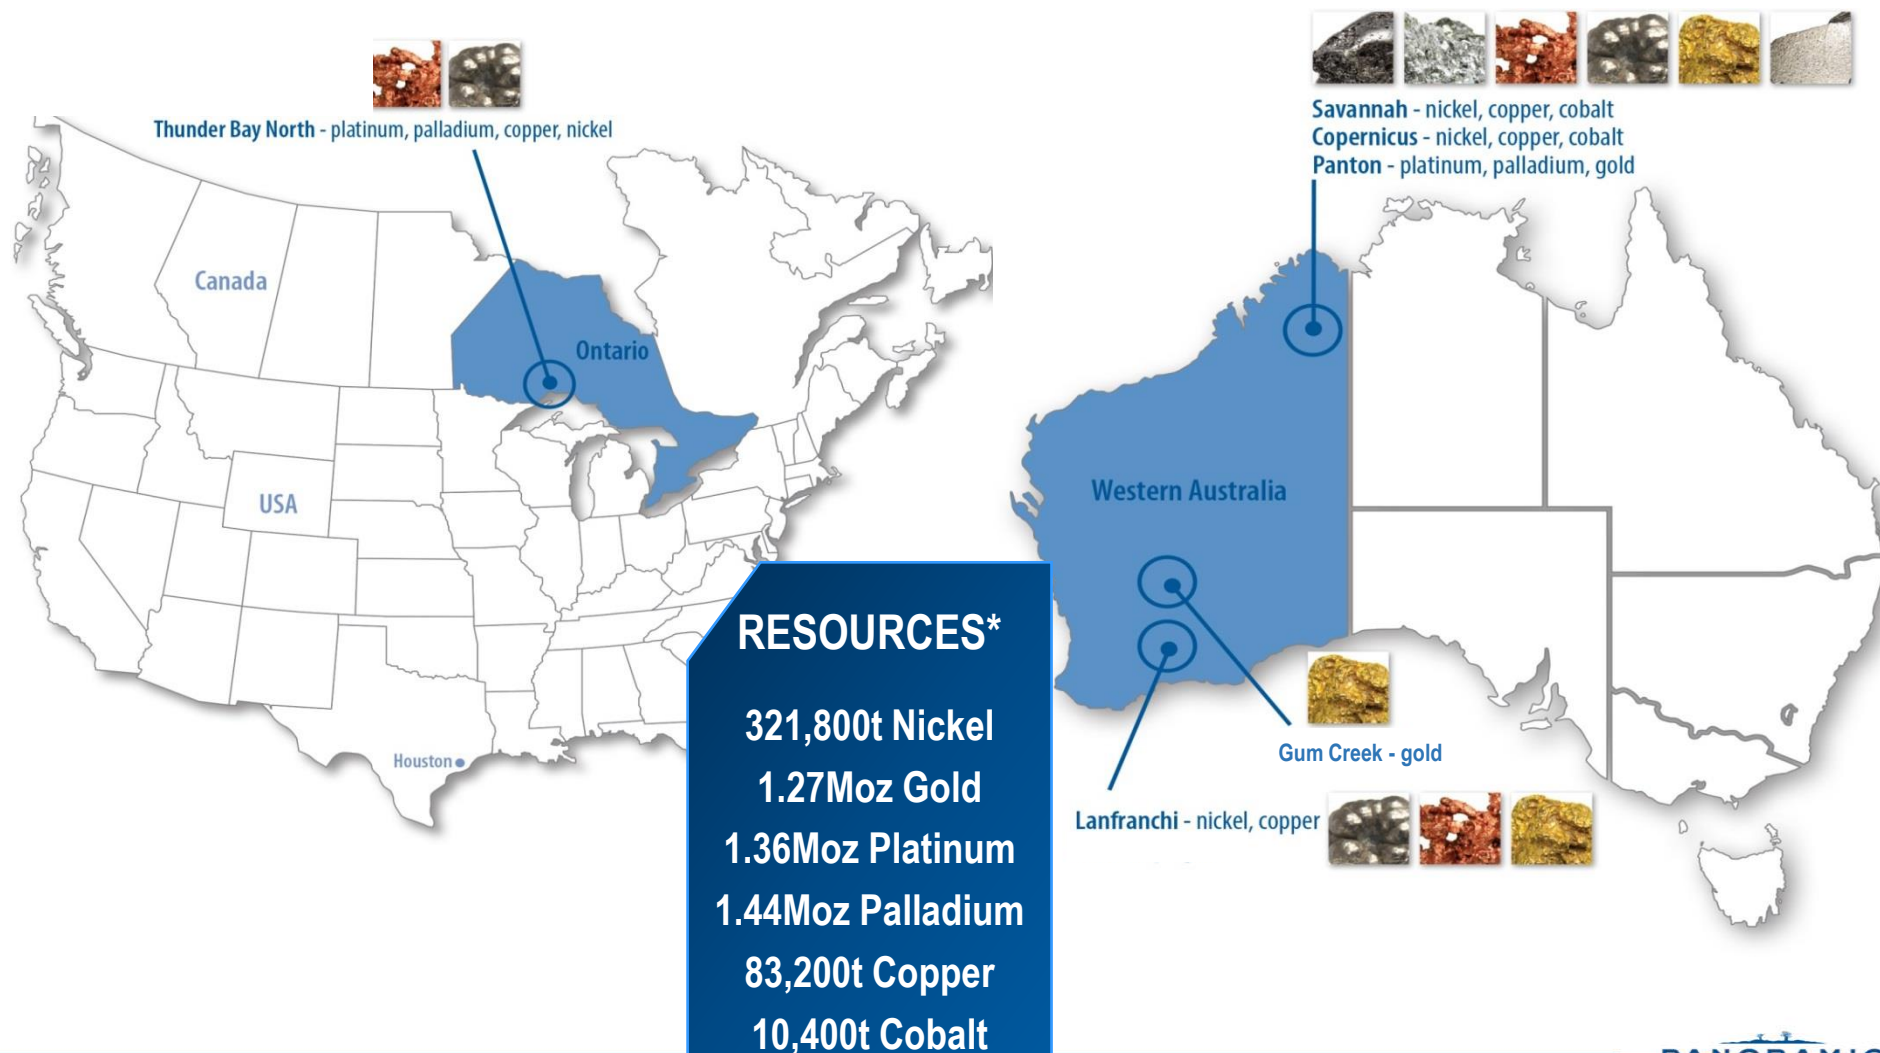 Thunder Bay North - platinum, palladium, copper, nickel
Canada
Ontario
USA
Houston
Savannah - nickel, copper, cobalt
Copernicus - nickel, copper, cobalt
Panton - platinum, palladium, gold
Western Australia
Gum Creek - gold
Lanfranchi - nickel, copper
RESOURCES*
321,800t Nickel
1.27Moz Gold
1.36Moz Platinum
1.44Moz Palladium
83,200t Copper
10,400t Cobalt
PANORAMIC